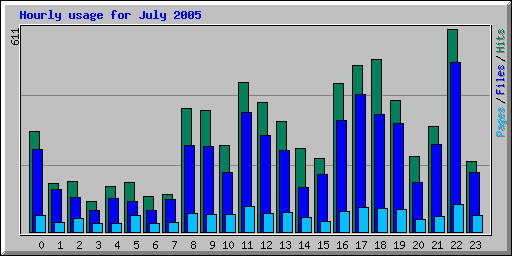 Hourly usage for July 2005
611
Pages / Files / Hits
0 1 2 3 4 5 6 7 8 9 10 11 12 13 14 15 16 17 18 19 20 21 22 23